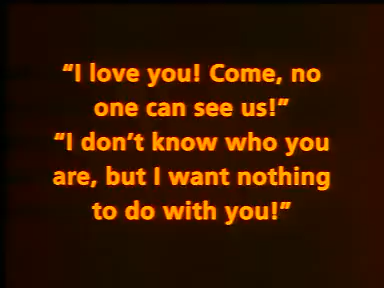 “I love you! Come, no
one can see us!”
“I don’t know who you
are, but I want nothing
to do with you!”